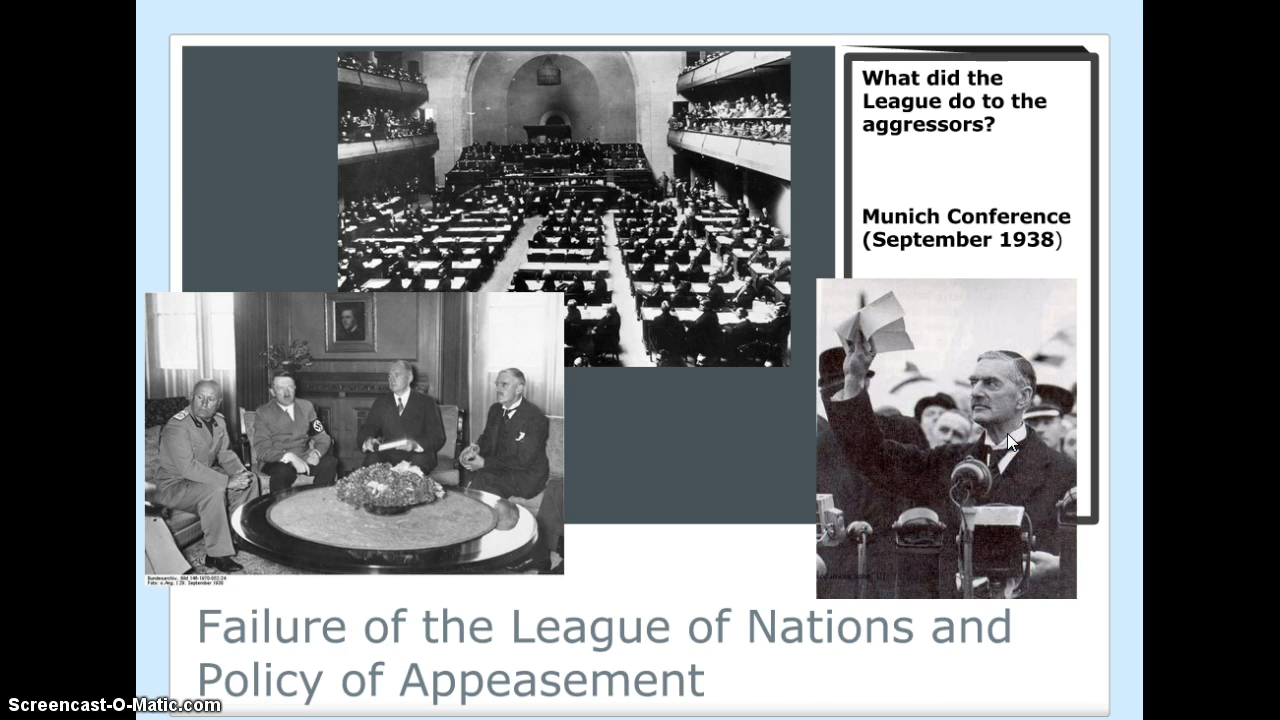 What did the
League do to the
aggressors?
Munich Conference
(September 1938)
Failure of the League of Nations and
Policy of Appeasement
Screencast-O-Matic.com